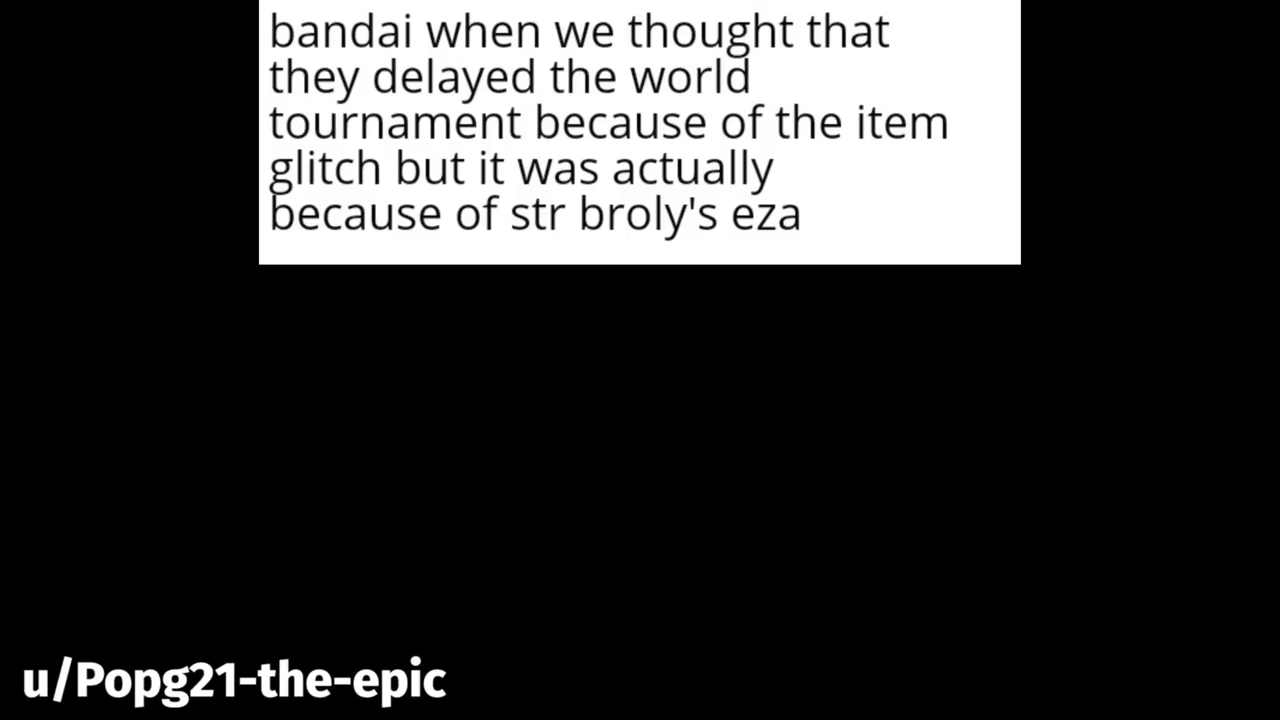 bandai when we thought that
they delayed the world
tournament because of the item
glitch but it was actually
because of str broly's eza
u/Popg21-the-epic